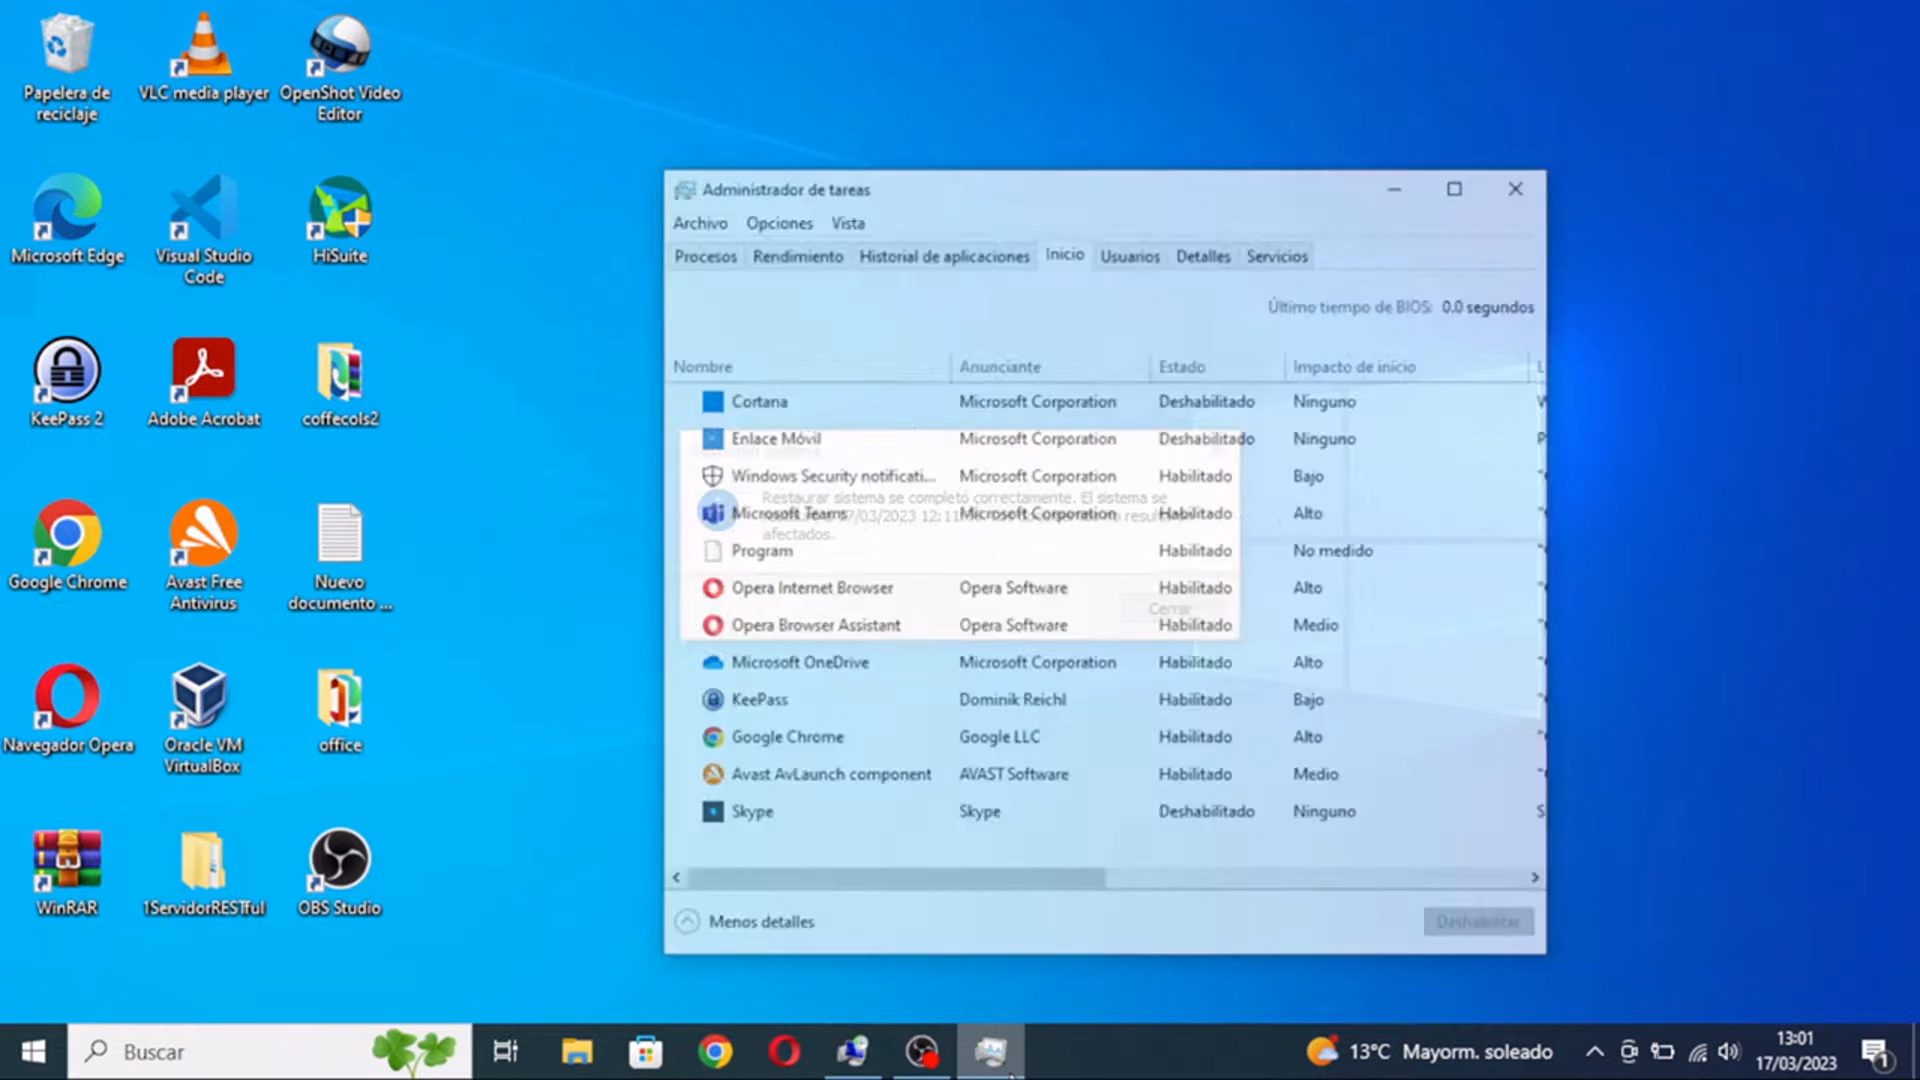 Papelera de
reciclaje
VLC media player
OpenShot Video
Editor
Microsoft Edge
Visual Studio
Code
HiSuite
KeePass 2
Adobe Acrobat
coffecols2
Google Chrome
Avast Free
Antivirus
Nuevo
documento ...
Navegador Opera
Oracle VM
VirtualBox
office
WinRAR
1ServidorRESTful
OBS Studio
Administrador de tareas
Archivo Opciones Vista
Procesos Rendimiento Historial de aplicaciones Inicio Usuarios Detalles Servicios
Último tiempo de BIOS: 0.0 segundos
Nombre Anunciante Estado Impacto de inicio
Cortana Microsoft Corporation Deshabilitado Ninguno
Enlace Móvil Microsoft Corporation Deshabilitado Ninguno
Windows Security notificati... Microsoft Corporation Habilitado Bajo
Restaurar sistema se completó correctamente. El sistema se
Microsoft Teams Microsoft Corporation Habilitado Alto
07/03/2023 12:11
afectados.
Program Habilitado No medido
Opera Internet Browser Opera Software Habilitado Alto
Cerrar
Opera Browser Assistant Opera Software Habilitado Medio
Microsoft OneDrive Microsoft Corporation Habilitado Alto
KeePass Dominik Reichl Habilitado Bajo
Google Chrome Google LLC Habilitado Alto
Avast AvLaunch component AVAST Software Habilitado Medio
Skype Skype Deshabilitado Ninguno
Menos detalles
Deshabilitar
Buscar
13°C Mayorm. soleado
13:01
17/03/2023
1